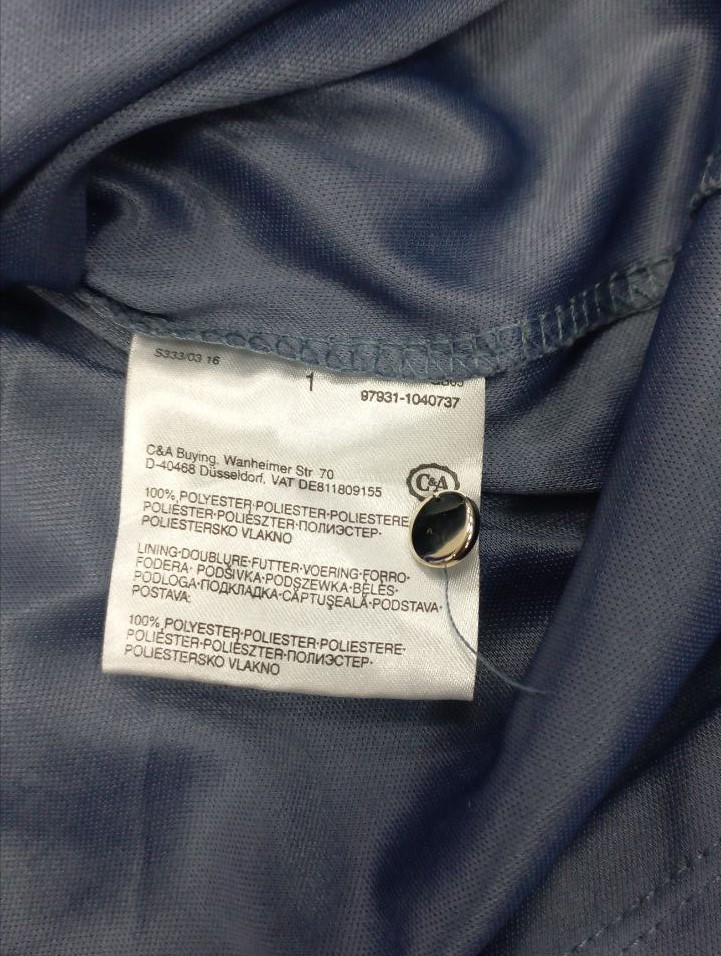 S333/03 16
1
97931-1040737
C&A Buying, Wanheimer Str 70
D-40468 Düsseldorf, VAT DE811809155
C&A
100% POLYESTER·POLIESTER·POLIESTERE
POLIÉSTER·POLIÉSZTER·ПОЛИЭСТЕР·
POLIESTERSKO VLAKNO
LINING·DOUBLURE·FUTTER·VOERING·FORRO·
FODERA· PODŠÍVKA·PODSZEWKA·BÉLÉS·
PODLOGA·ПОДКЛАДКА·CĂPTUŞEALĂ·PODSTAVA·
POSTAVA:
100% POLYESTER·POLIESTER·POLIESTERE·
POLIÉSTER·POLIÉSZTER·ПОЛИЭСТЕР·
POLIESTERSKO VLAKNO